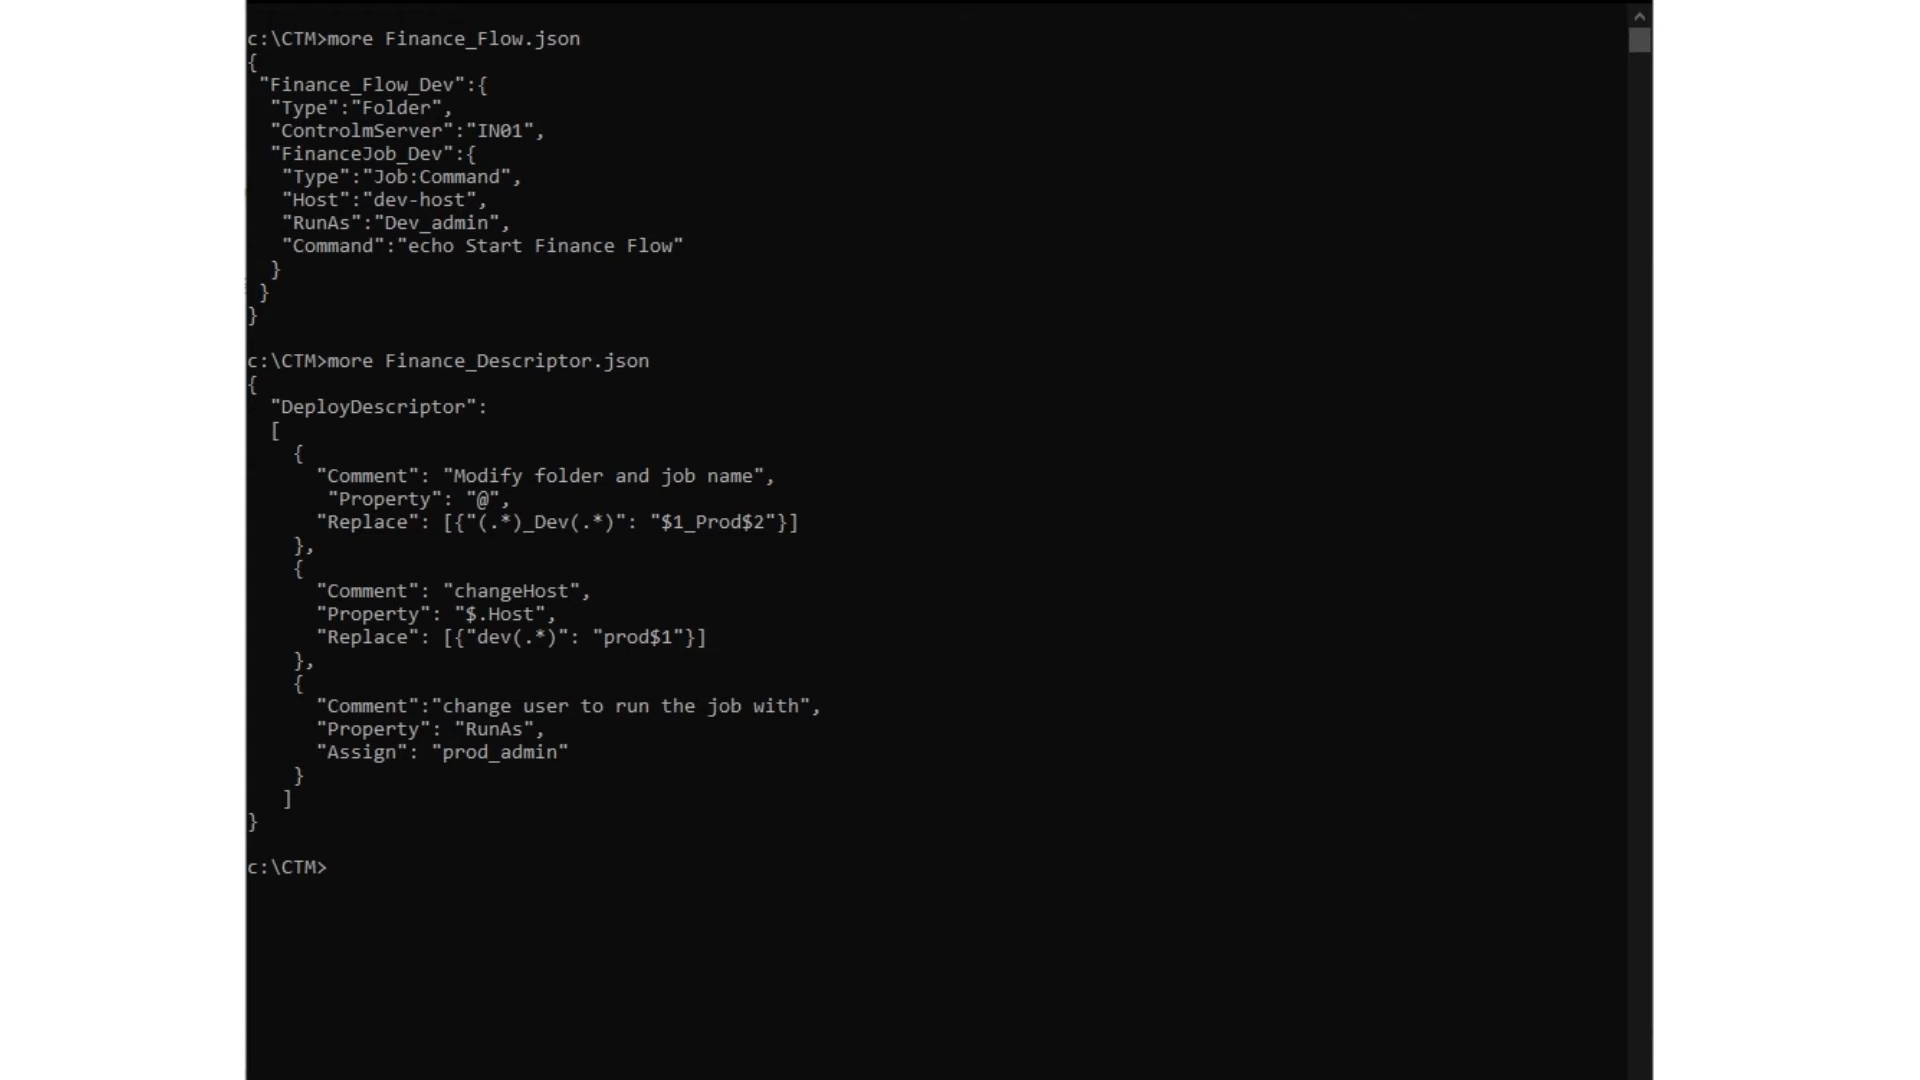 c:\CTM>more Finance_Flow.json
{
 "Finance_Flow_Dev":{
  "Type":"Folder",
  "ControlmServer":"IN01",
  "FinanceJob_Dev":{
   "Type":"Job:Command",
   "Host":"dev-host",
   "RunAs":"Dev_admin",
   "Command":"echo Start Finance Flow"
  }
 }
}
c:\CTM>more Finance_Descriptor.json
{
  "DeployDescriptor":
  [
    {
      "Comment": "Modify folder and job name",
       "Property": "@",
      "Replace": [{"(.*)_Dev(.*)": "$1_Prod$2"}]
    },
    {
      "Comment": "changeHost",
      "Property": "$.Host",
      "Replace": [{"dev(.*)": "prod$1"}]
    },
    {
      "Comment":"change user to run the job with",
      "Property": "RunAs",
      "Assign": "prod_admin"
    }
   ]
}
c:\CTM>